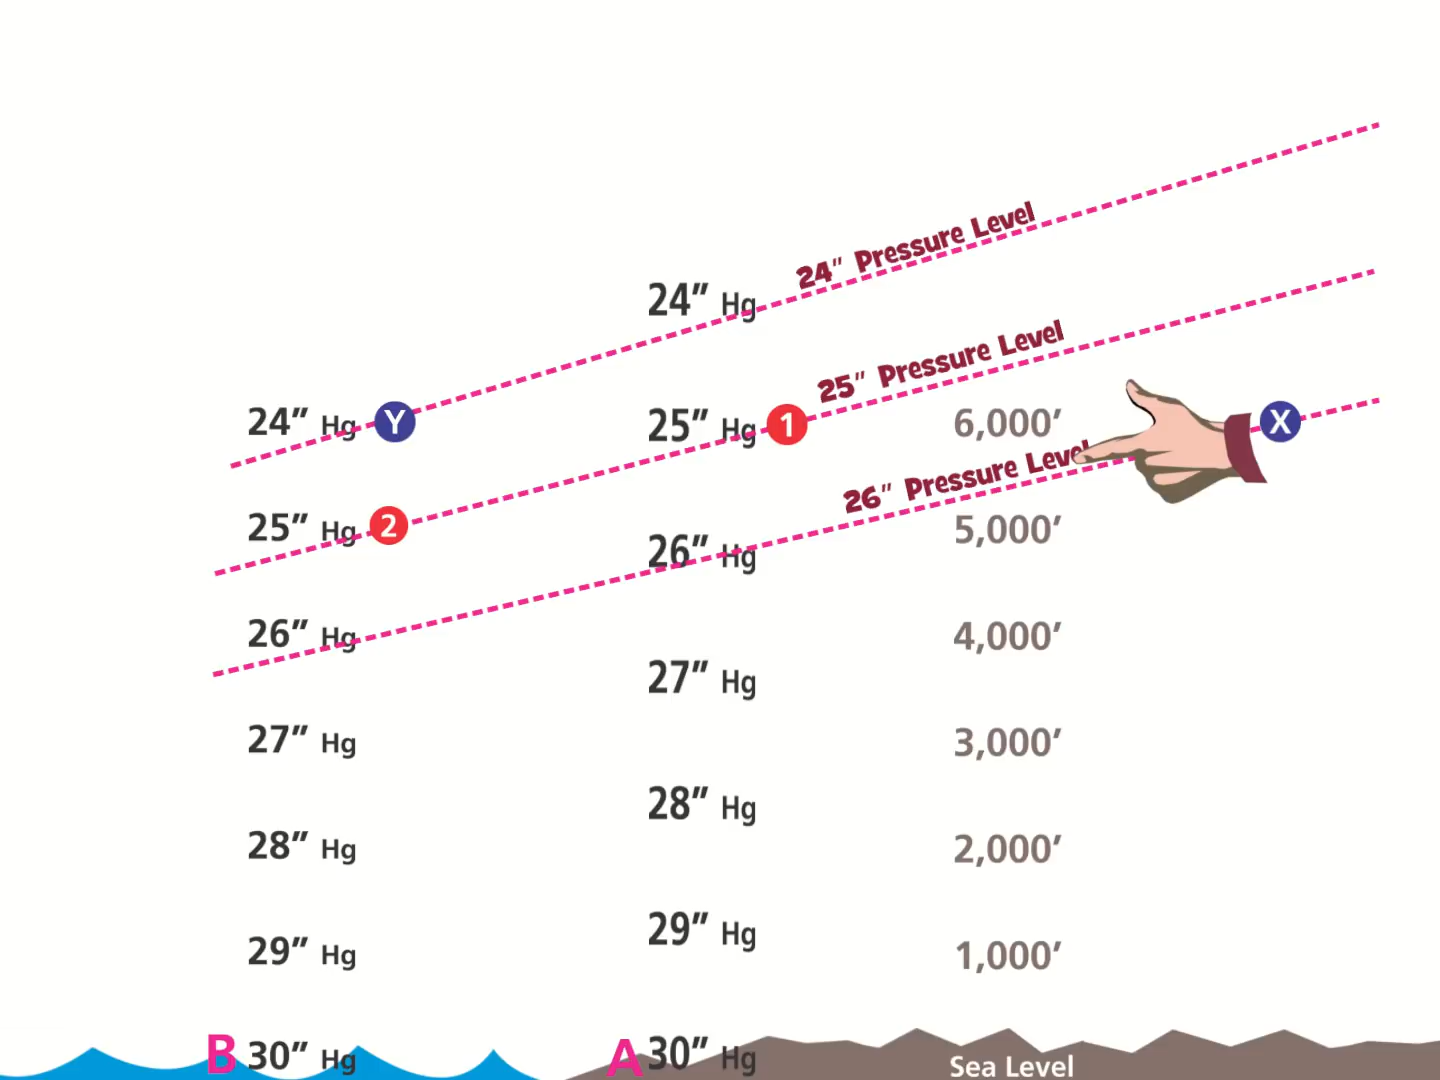 24″ Pressure Level
24” Hg
25″ Pressure Level
24” Hg Y
25” Hg 1
6,000’
X
26″ Pressure Level
25” Hg 2
26” Hg
5,000’
26” Hg
27” Hg
4,000’
27” Hg
28” Hg
3,000’
28” Hg
29” Hg
2,000’
29” Hg
1,000’
B 30” Hg
A 30” Hg
Sea Level